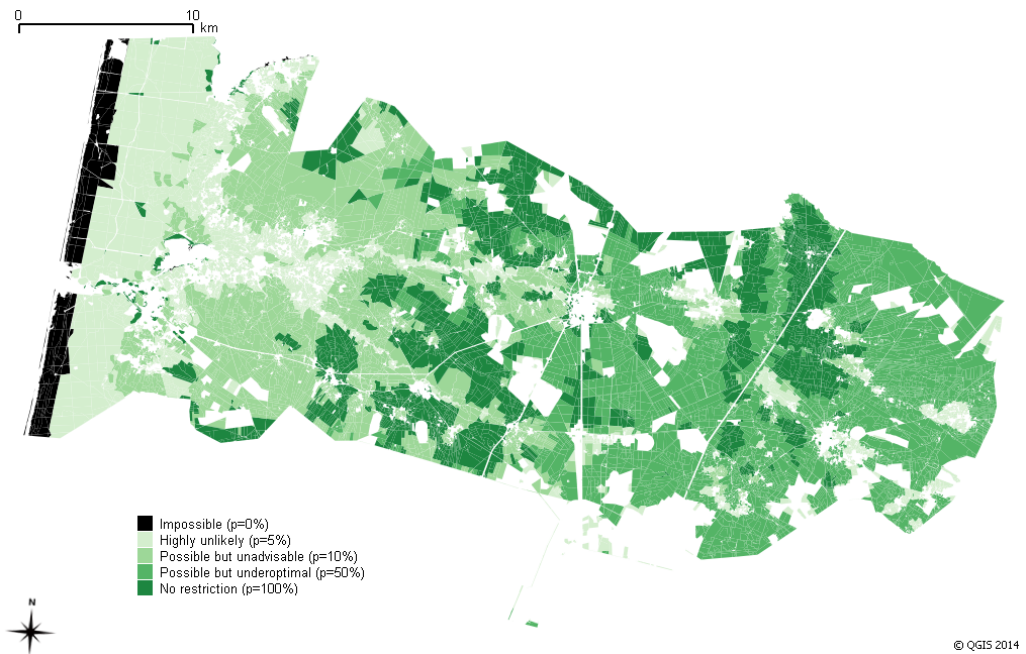 0 10
km
Impossible (p=0%)
Highly unlikely (p=5%)
Possible but unadvisable (p=10%)
Possible but underoptimal (p=50%)
No restriction (p=100%)
N
© QGIS 2014